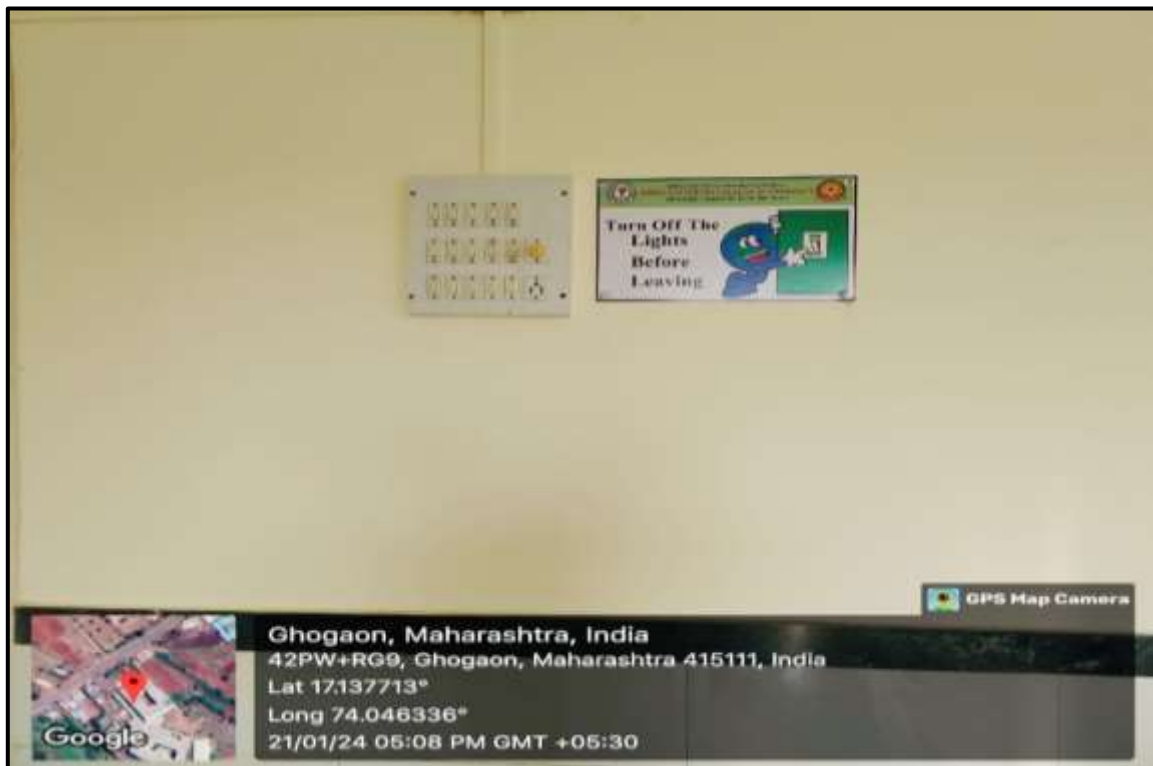 Turn Off The
Lights
Before
Leaving
GPS Map Camera
Ghogaon, Maharashtra, India
42PW+RG9, Ghogaon, Maharashtra 415111, India
Lat 17.137713°
Long 74.046336°
21/01/24 05:08 PM GMT +05:30
Google